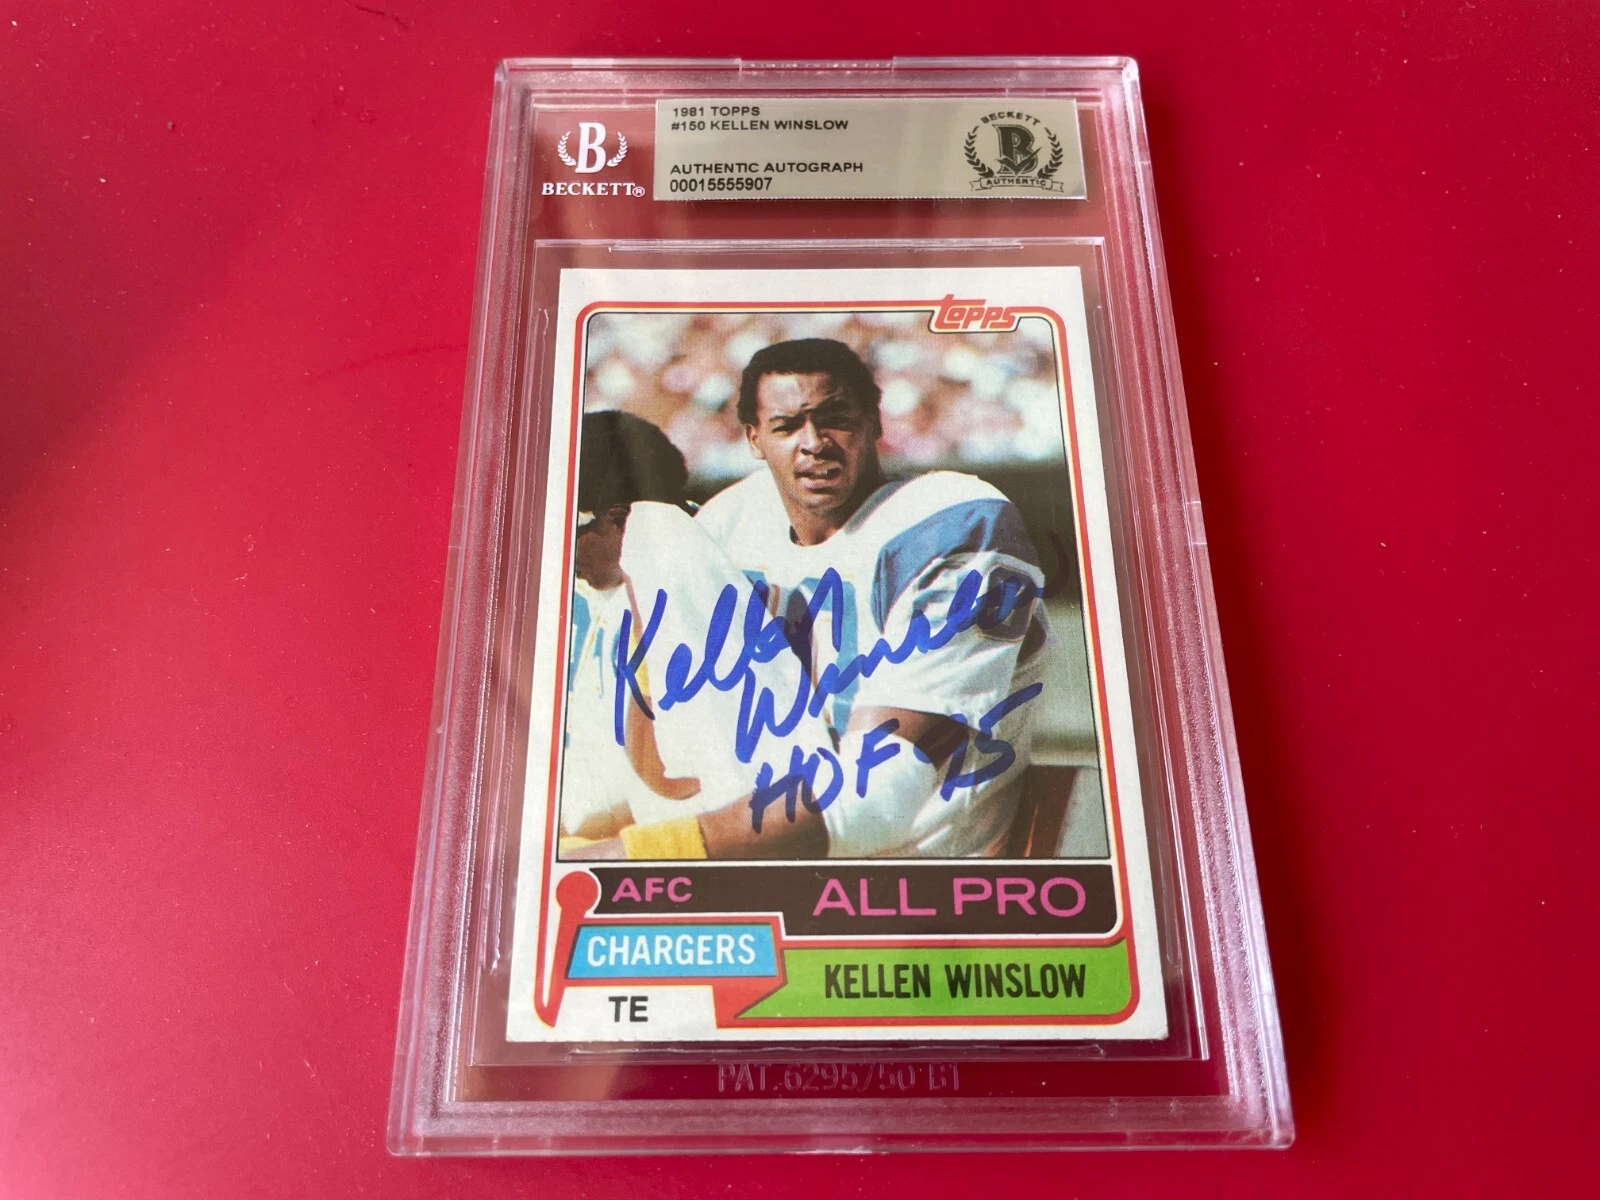 1981 TOPPS
#150 KELLEN WINSLOW
AUTHENTIC AUTOGRAPH
00015555907
B
BECKETT®
BECKETT
B
AUTHENTIC
topps
Kellen
Winslow
HOF 95
AFC ALL PRO
CHARGERS
KELLEN WINSLOW
TE
PAT.6295750 B1